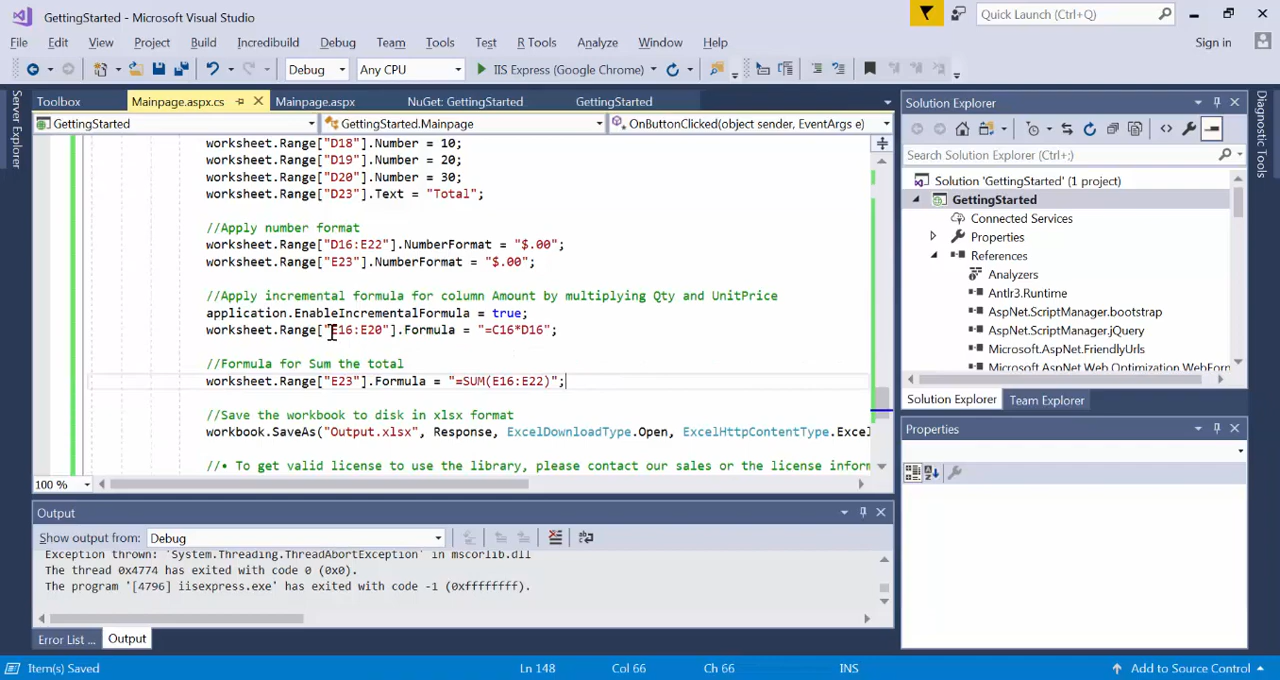 GettingStarted - Microsoft Visual Studio
Quick Launch (Ctrl+Q)
File Edit View Project Build Incredibuild Debug Team Tools Test R Tools Analyze Window Help Sign in
Debug Any CPU IIS Express (Google Chrome)
Server Explorer
Toolbox Mainpage.aspx.cs Mainpage.aspx NuGet: GettingStarted GettingStarted
GettingStarted GettingStarted.Mainpage OnButtonClicked(object sender, EventArgs e)
worksheet.Range["D18"].Number = 10;
worksheet.Range["D19"].Number = 20;
worksheet.Range["D20"].Number = 30;
worksheet.Range["D23"].Text = "Total";
//Apply number format
worksheet.Range["D16:E22"].NumberFormat = "$.00";
worksheet.Range["E23"].NumberFormat = "$.00";
//Apply incremental formula for column Amount by multiplying Qty and UnitPrice
application.EnableIncrementalFormula = true;
worksheet.Range["E16:E20"].Formula = "=C16*D16";
//Formula for Sum the total
worksheet.Range["E23"].Formula = "=SUM(E16:E22)";
//Save the workbook to disk in xlsx format
workbook.SaveAs("Output.xlsx", Response, ExcelDownloadType.Open, ExcelHttpContentType.Excel
//• To get valid license to use the library, please contact our sales or the license inform
100 %
Output
Show output from: Debug
Exception thrown: 'System.Threading.ThreadAbortException' in mscorlib.dll
The thread 0x4774 has exited with code 0 (0x0).
The program '[4796] iisexpress.exe' has exited with code -1 (0xffffffff).
Error List ... Output
Solution Explorer
Search Solution Explorer (Ctrl+;)
Solution 'GettingStarted' (1 project)
GettingStarted
Connected Services
Properties
References
Analyzers
Antlr3.Runtime
AspNet.ScriptManager.bootstrap
AspNet.ScriptManager.jQuery
Microsoft.AspNet.FriendlyUrls
Microsoft.AspNet.Web.Optimization.WebForm
Solution Explorer Team Explorer
Properties
Diagnostic Tools
Item(s) Saved Ln 148 Col 66 Ch 66 INS Add to Source Control